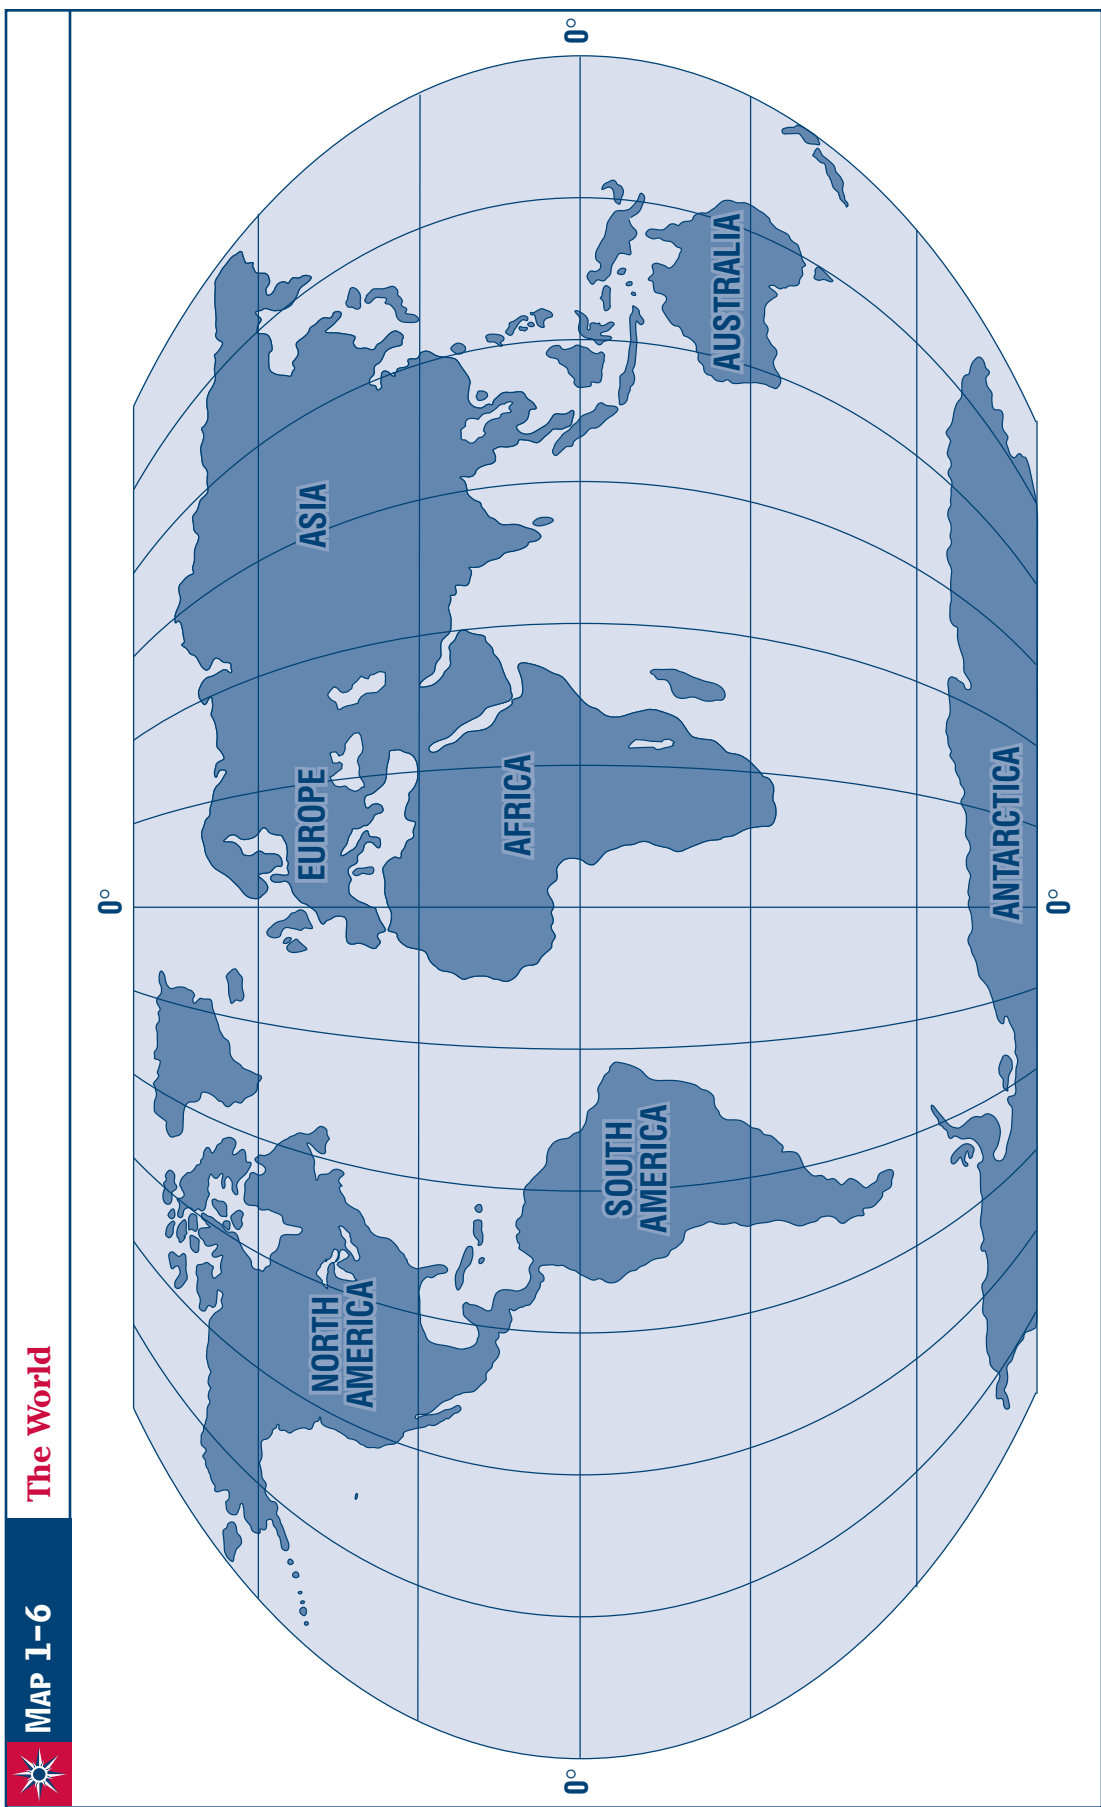 MAP 1–6
The World
0°
NORTH
AMERICA
EUROPE
ASIA
AFRICA
SOUTH
AMERICA
AUSTRALIA
ANTARCTICA
0°
0°
0°